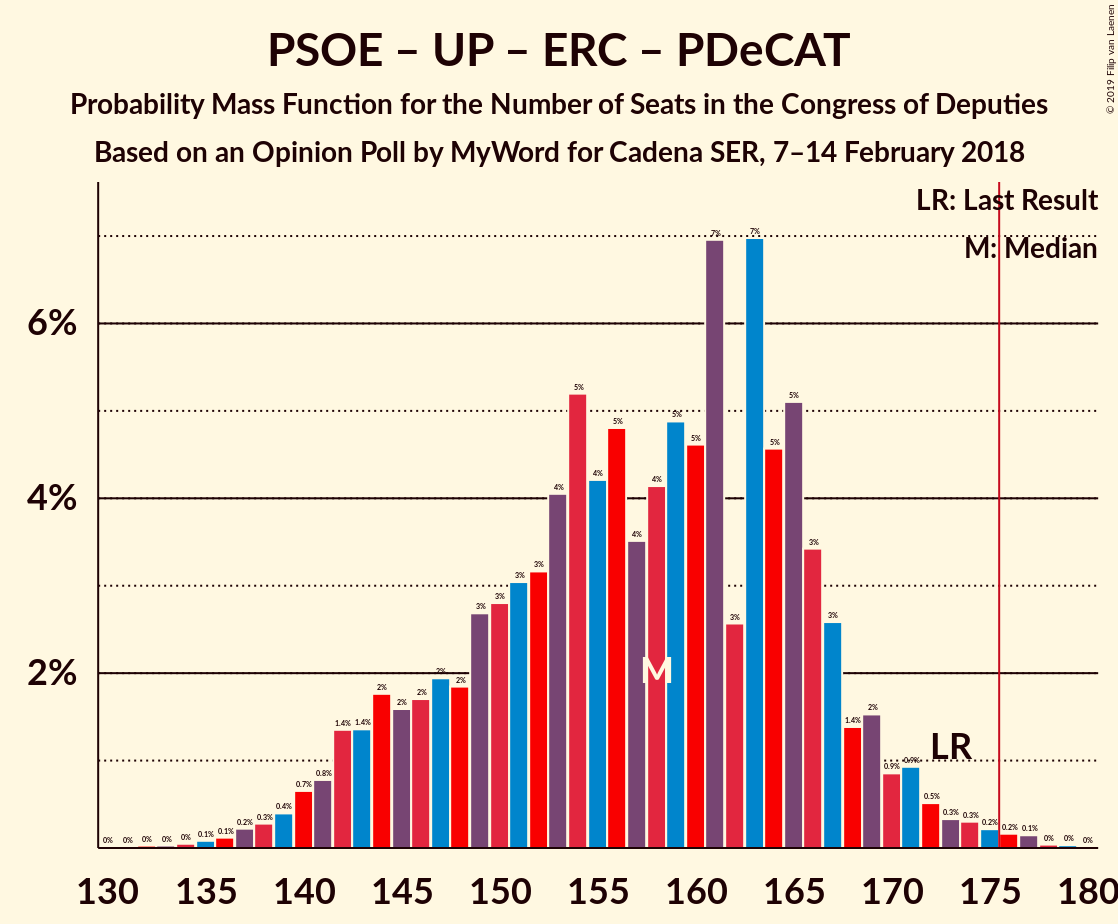 PSOE – UP – ERC – PDeCAT
Probability Mass Function for the Number of Seats in the Congress of Deputies
Based on an Opinion Poll by MyWord for Cadena SER, 7–14 February 2018
© 2019 Filip van Laenen
LR: Last Result
M: Median
6%
4%
2%
0% 0% 0% 0% 0% 0.1% 0.1% 0.2% 0.3% 0.4% 0.7% 0.8% 1.4% 1.4% 2% 2% 2% 2% 2% 3% 3% 3% 3% 4% 5% 4% 5% 4% 4% 5% 5% 7% 3% 7% 5% 5% 3% 3% 1.4% 2% 0.9% 0.9% 0.5% 0.3% 0.3% 0.2% 0.2% 0.1% 0% 0% 0%
M
LR
130 135 140 145 150 155 160 165 170 175 180